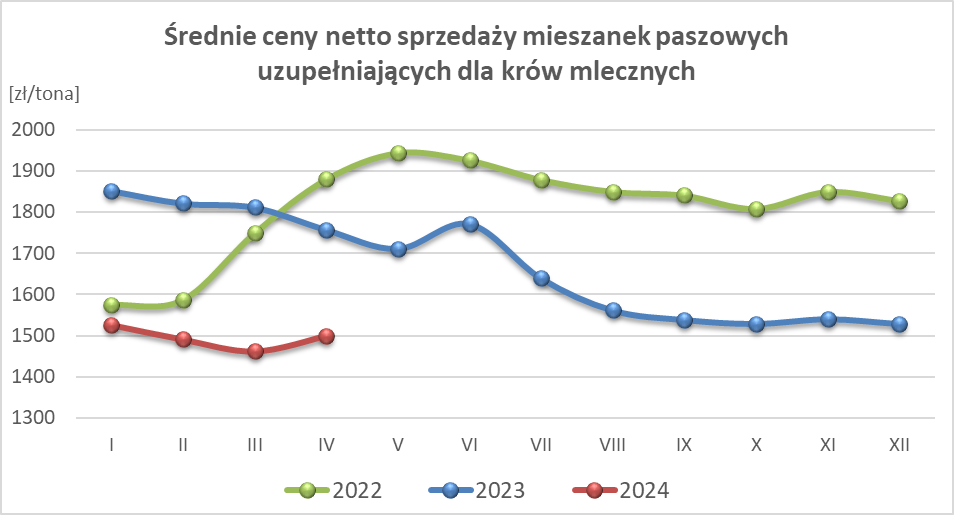 Średnie ceny netto sprzedaży mieszanek paszowych
uzupełniających dla krów mlecznych
[zł/tona]
2000
1900
1800
1700
1600
1500
1400
1300
I II III IV V VI VII VIII IX X XI XII
2022 2023 2024